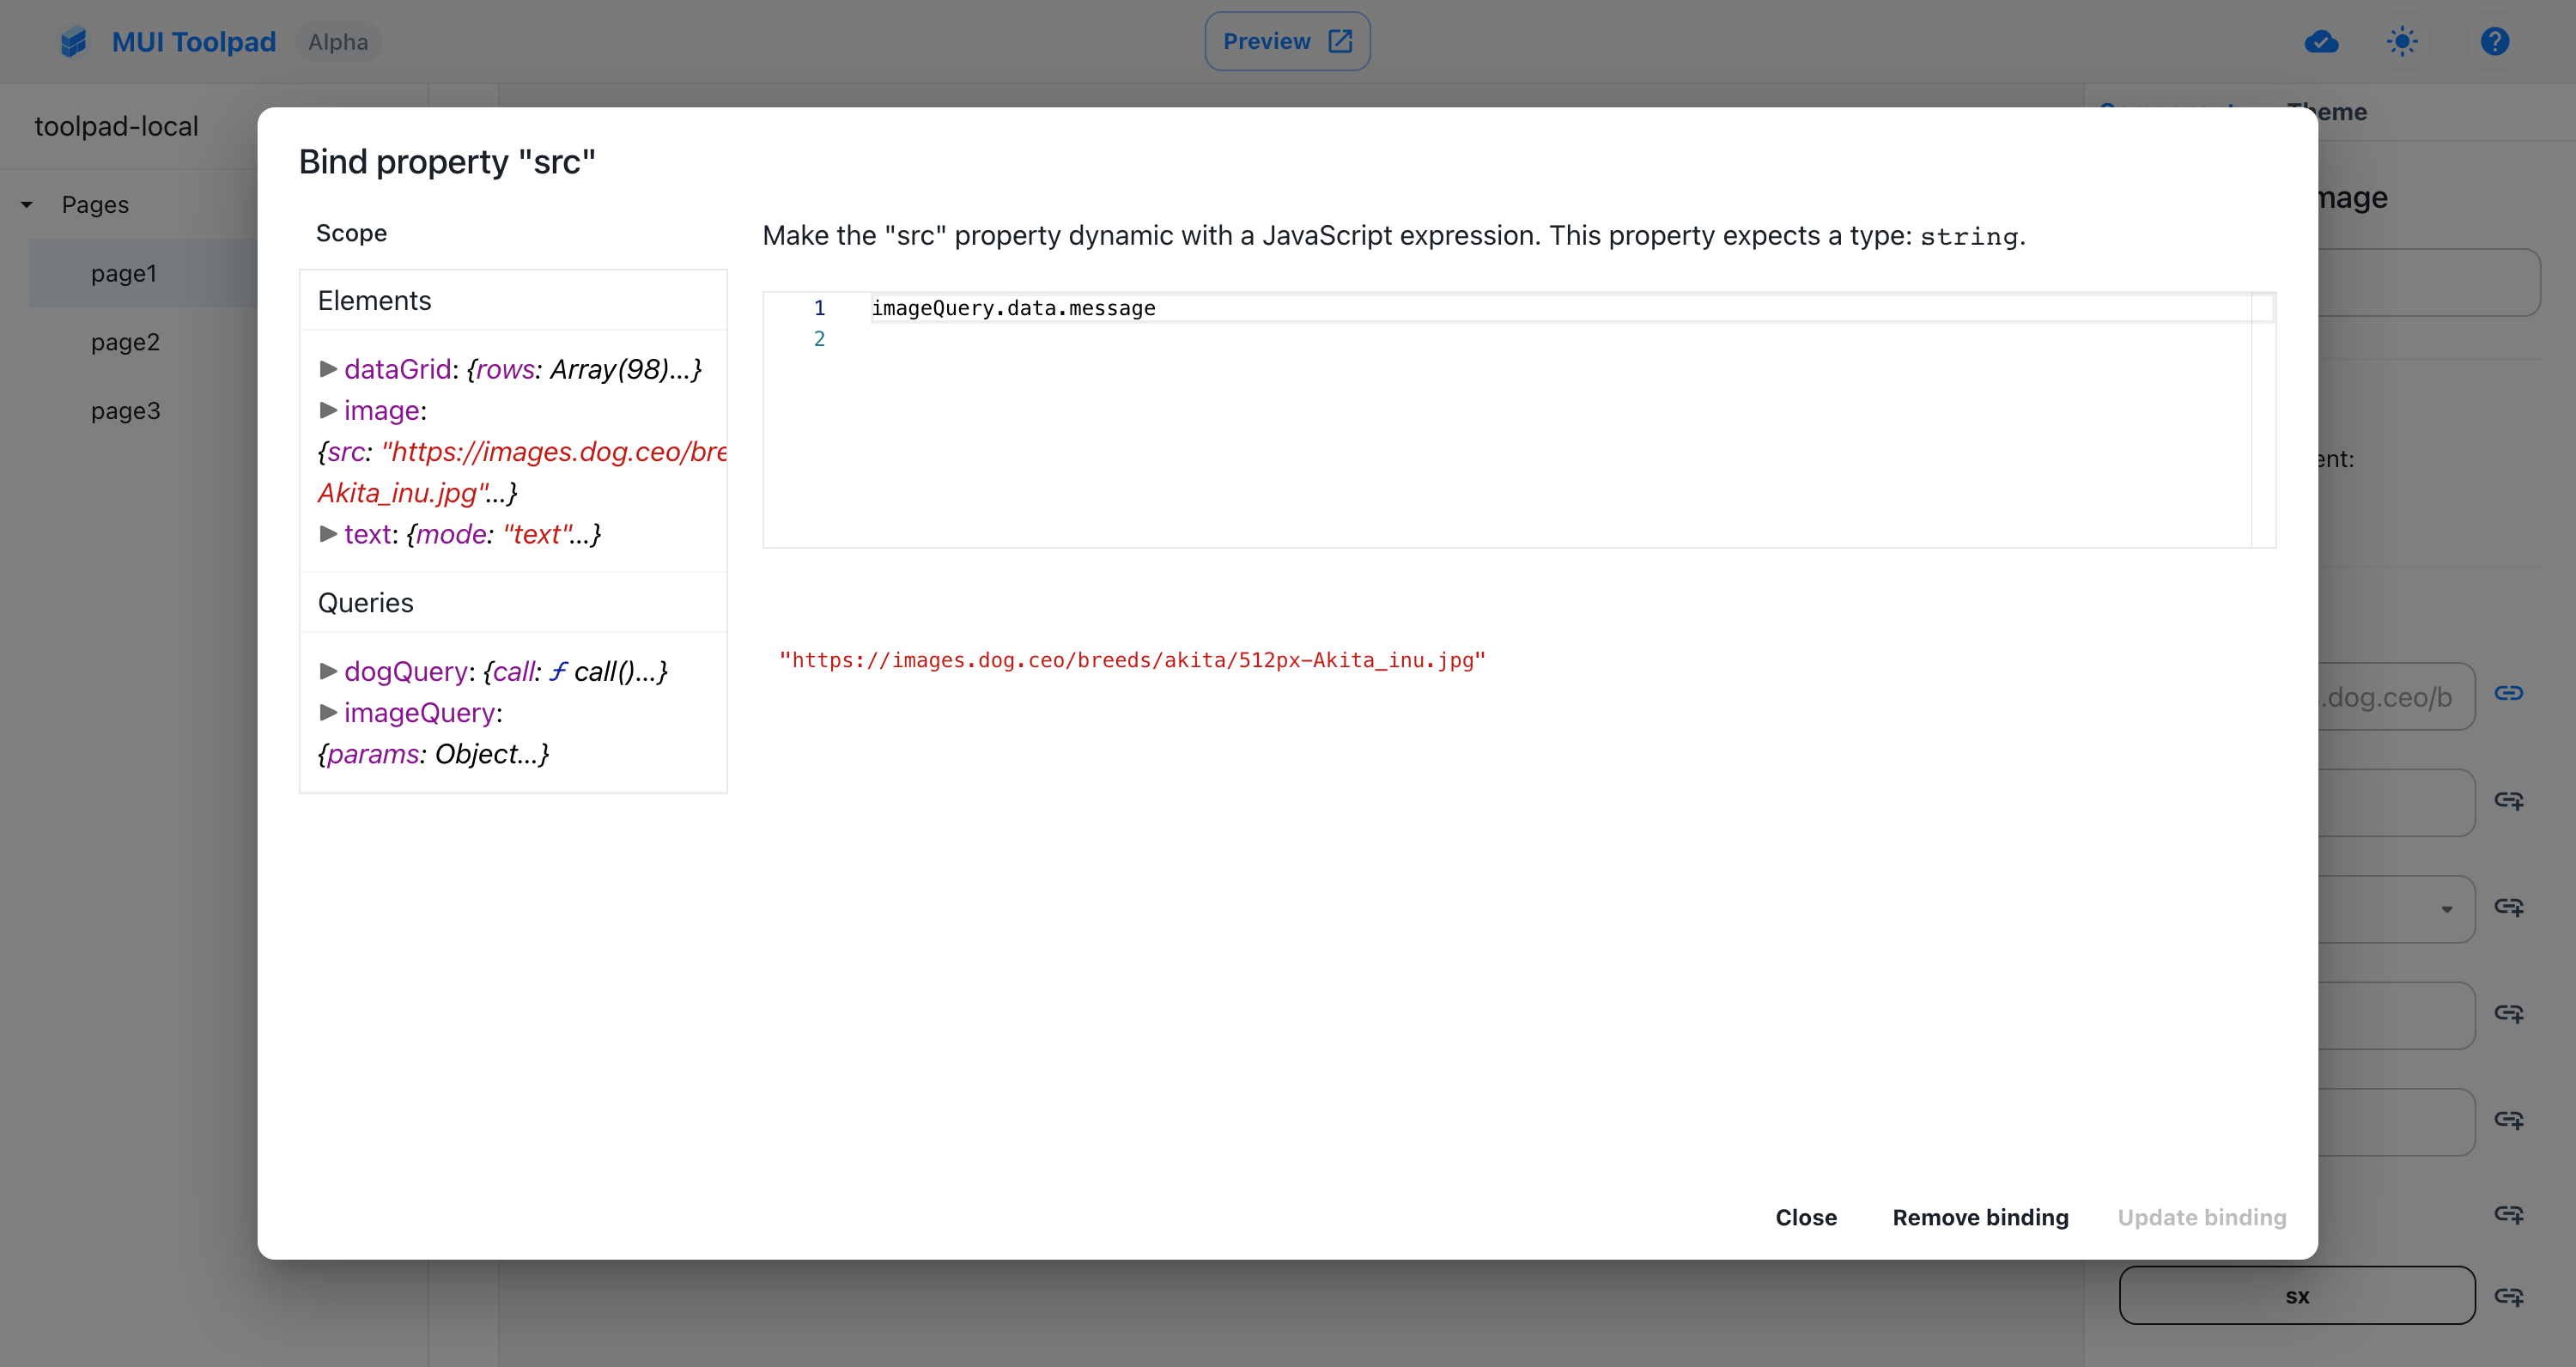 MUI Toolpad
Alpha
Preview
toolpad-local
Pages
page1
page2
page3
Bind property "src"
Scope
Elements
dataGrid: {rows: Array(98)…}
image:
{src: "https://images.dog.ceo/bre
Akita_inu.jpg"…}
text: {mode: "text"…}
Queries
dogQuery: {call: ƒ call()…}
imageQuery:
{params: Object…}
Make the "src" property dynamic with a JavaScript expression. This property expects a type: string.
1 imageQuery.data.message
2
"https://images.dog.ceo/breeds/akita/512px-Akita_inu.jpg"
Close
Remove binding
Update binding
heme
mage
ent:
.dog.ceo/b
sx